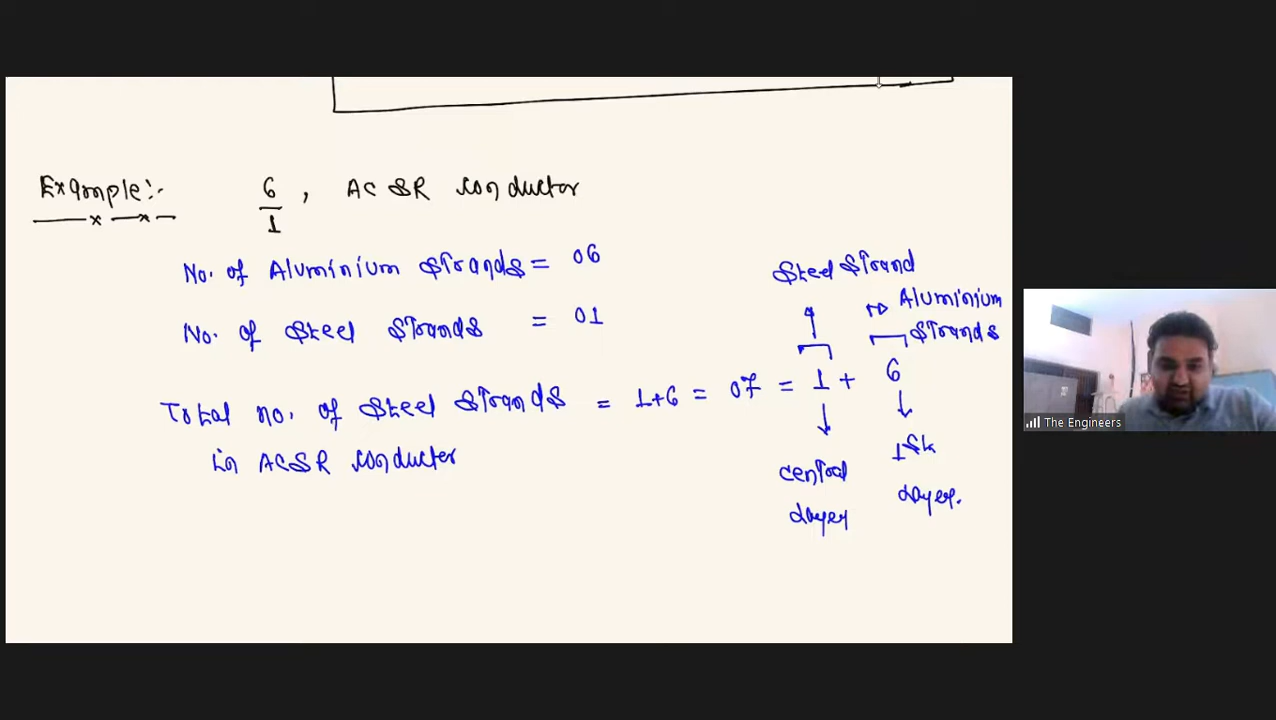 Example:-
6/1 , ACSR conductor
No. of Aluminium Strands = 06
No. of Steel Strands = 01
Total no. of Steel Strands = 1+6 = 07 = 1 + 6
in ACSR conductor
Steel Strand
Aluminium
Strands
central
layer
1st
layer.
The Engineers